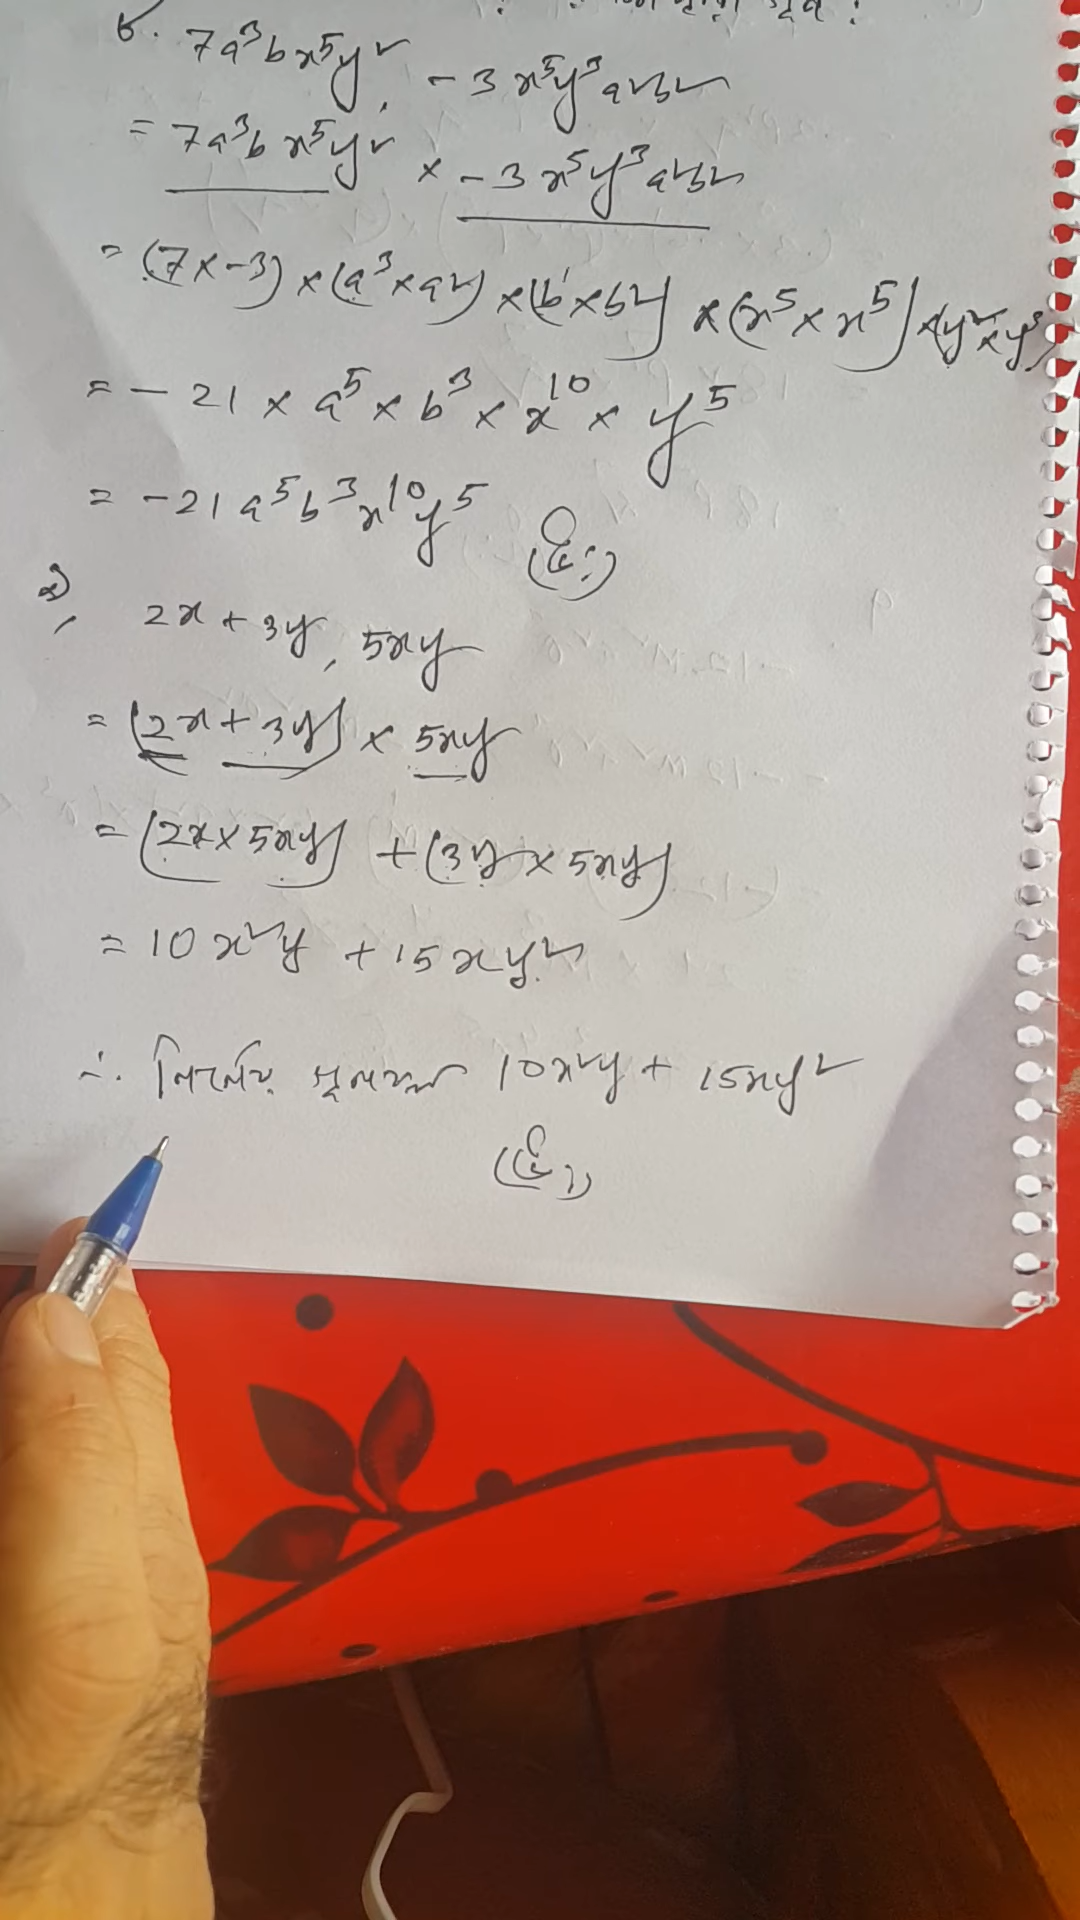 ৮. 7a³bx⁵y², -3x⁵y³a²b²
= 7a³bx⁵y² × -3x⁵y³a²b²
= (7×-3)×(a³×a²)×(b¹×b²)×(x⁵×x⁵)×(y²×y³)
= -21 × a⁵ × b³ × x¹⁰ × y⁵
= -21a⁵b³x¹⁰y⁵ (উ:)
৯, 2x + 3y, 5xy
= (2x + 3y) × 5xy
= (2x × 5xy) + (3y × 5xy)
= 10x²y + 15xy²
∴ নির্ণেয় গুণফল 10x²y + 15xy²
(উ:)